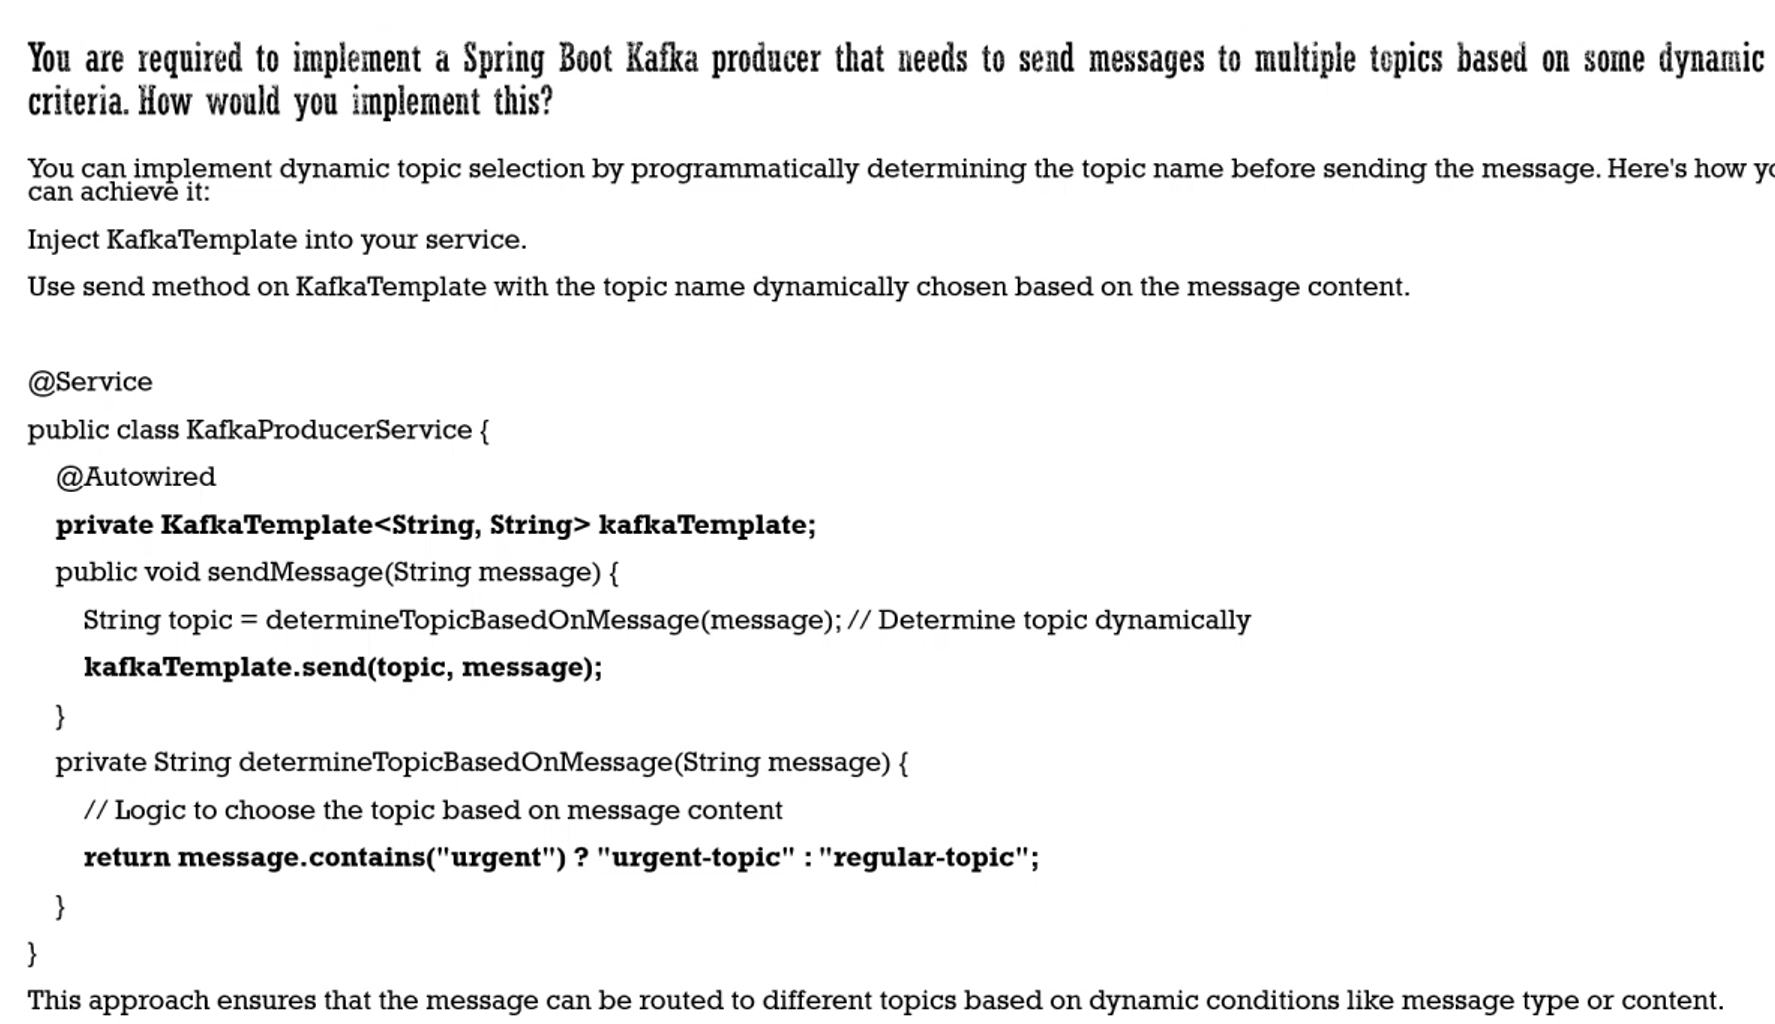 You are required to implement a Spring Boot Kafka producer that needs to send messages to multiple topics based on some dynamic
criteria. How would you implement this?
You can implement dynamic topic selection by programmatically determining the topic name before sending the message. Here's how yo
can achieve it:
Inject KafkaTemplate into your service.
Use send method on KafkaTemplate with the topic name dynamically chosen based on the message content.
@Service
public class KafkaProducerService {
@Autowired
private KafkaTemplate<String, String> kafkaTemplate;
public void sendMessage(String message) {
String topic = determineTopicBasedOnMessage(message); // Determine topic dynamically
kafkaTemplate.send(topic, message);
}
private String determineTopicBasedOnMessage(String message) {
// Logic to choose the topic based on message content
return message.contains("urgent") ? "urgent-topic" : "regular-topic";
}
}
This approach ensures that the message can be routed to different topics based on dynamic conditions like message type or content.